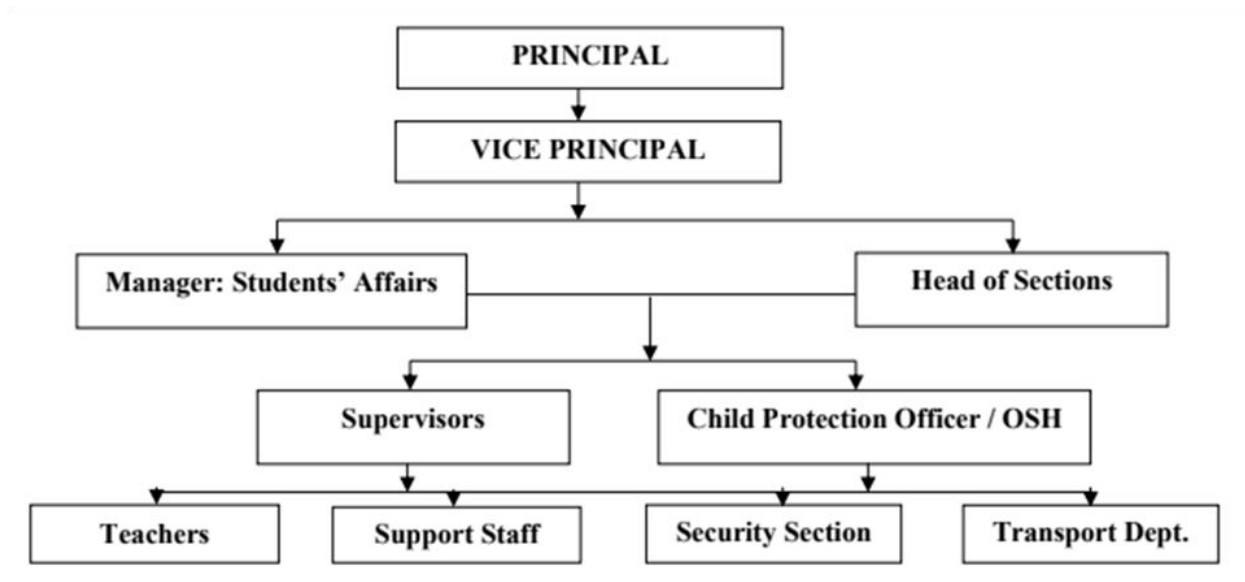 PRINCIPAL
VICE PRINCIPAL
Manager: Students’ Affairs
Head of Sections
Supervisors
Child Protection Officer / OSH
Teachers
Support Staff
Security Section
Transport Dept.